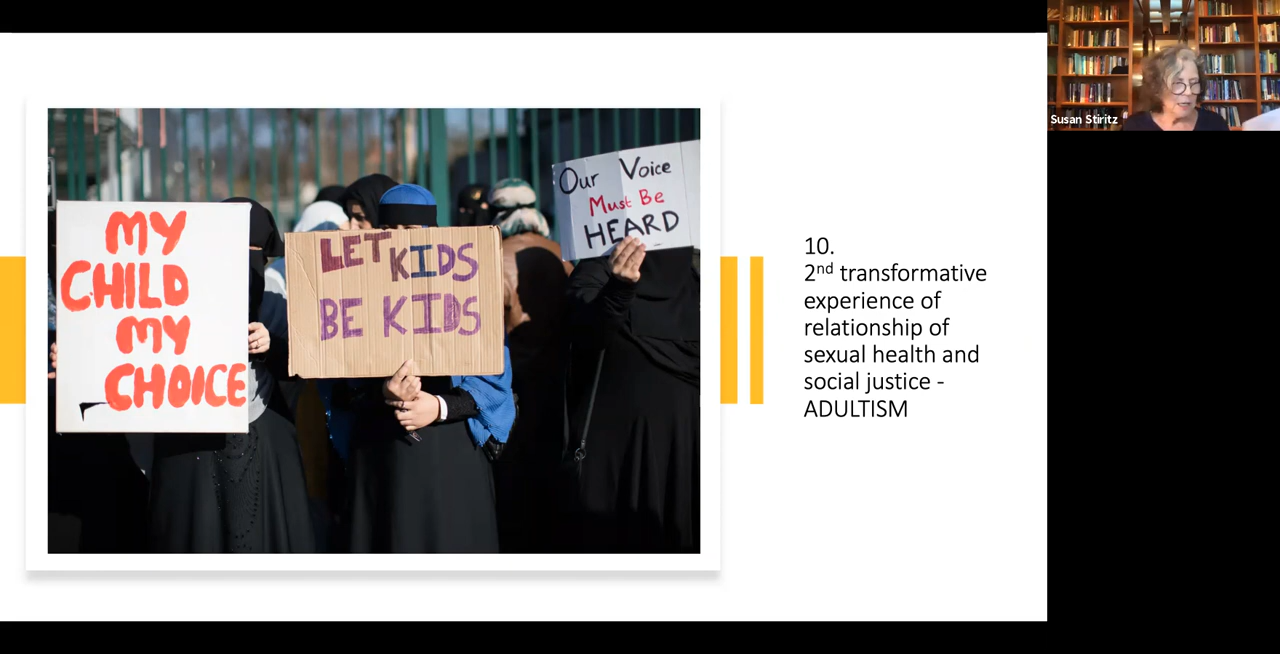 MY
CHILD
MY
CHOICE
LET KIDS
BE KIDS
Our Voice
Must Be
HEARD
10.
2nd transformative
experience of
relationship of
sexual health and
social justice -
ADULTISM
Susan Stiritz